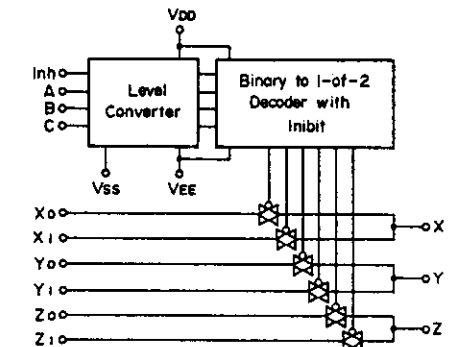 VDD
Inh
A
B
C
Level
Converter
Binary to 1-of-2
Decoder with
Inibit
VSS
VEE
X0
X1
X
Y0
Y1
Y
Z0
Z1
Z